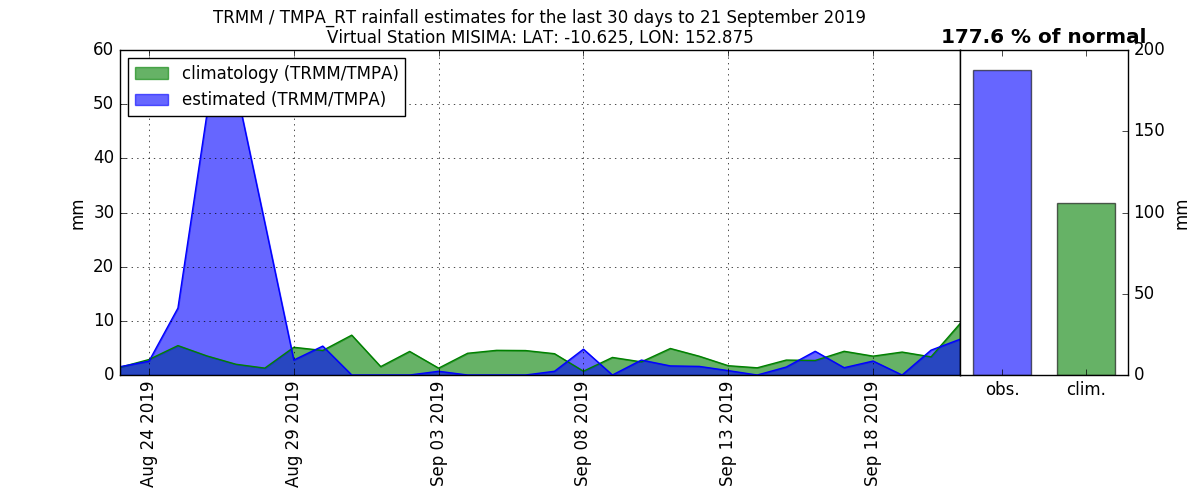 TRMM / TMPA_RT rainfall estimates for the last 30 days to 21 September 2019
Virtual Station MISIMA: LAT: -10.625, LON: 152.875
177.6 % of normal
climatology (TRMM/TMPA)
estimated (TRMM/TMPA)
60
50
40
30
20
10
0
mm
200
150
100
50
0
mm
Aug 24 2019
Aug 29 2019
Sep 03 2019
Sep 08 2019
Sep 13 2019
Sep 18 2019
obs.
clim.